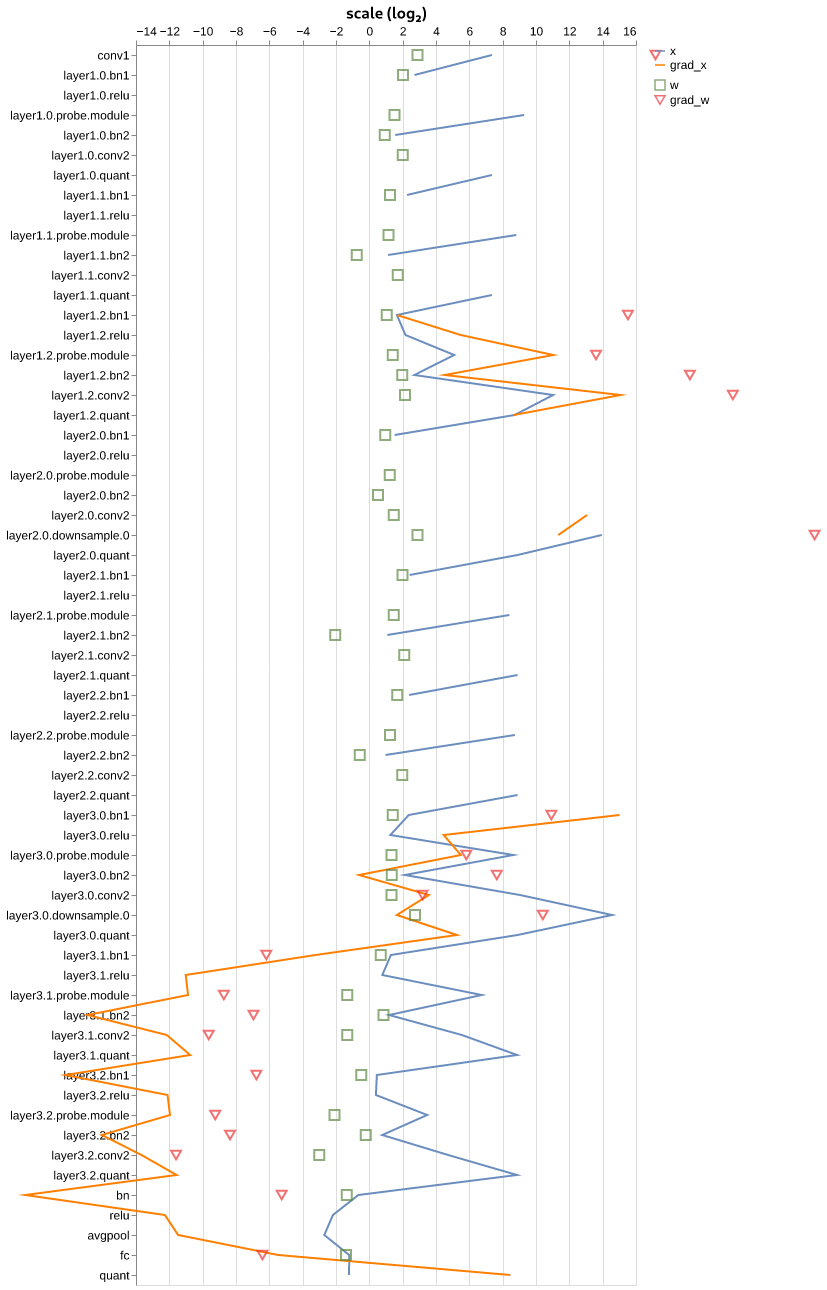 scale (log₂)
−14 −12 −10 −8 −6 −4 −2 0 2 4 6 8 10 12 14 16
x
grad_x
w
grad_w
conv1
layer1.0.bn1
layer1.0.relu
layer1.0.probe.module
layer1.0.bn2
layer1.0.conv2
layer1.0.quant
layer1.1.bn1
layer1.1.relu
layer1.1.probe.module
layer1.1.bn2
layer1.1.conv2
layer1.1.quant
layer1.2.bn1
layer1.2.relu
layer1.2.probe.module
layer1.2.bn2
layer1.2.conv2
layer1.2.quant
layer2.0.bn1
layer2.0.relu
layer2.0.probe.module
layer2.0.bn2
layer2.0.conv2
layer2.0.downsample.0
layer2.0.quant
layer2.1.bn1
layer2.1.relu
layer2.1.probe.module
layer2.1.bn2
layer2.1.conv2
layer2.1.quant
layer2.2.bn1
layer2.2.relu
layer2.2.probe.module
layer2.2.bn2
layer2.2.conv2
layer2.2.quant
layer3.0.bn1
layer3.0.relu
layer3.0.probe.module
layer3.0.bn2
layer3.0.conv2
layer3.0.downsample.0
layer3.0.quant
layer3.1.bn1
layer3.1.relu
layer3.1.probe.module
layer3.1.bn2
layer3.1.conv2
layer3.1.quant
layer3.2.bn1
layer3.2.relu
layer3.2.probe.module
layer3.2.bn2
layer3.2.conv2
layer3.2.quant
bn
relu
avgpool
fc
quant